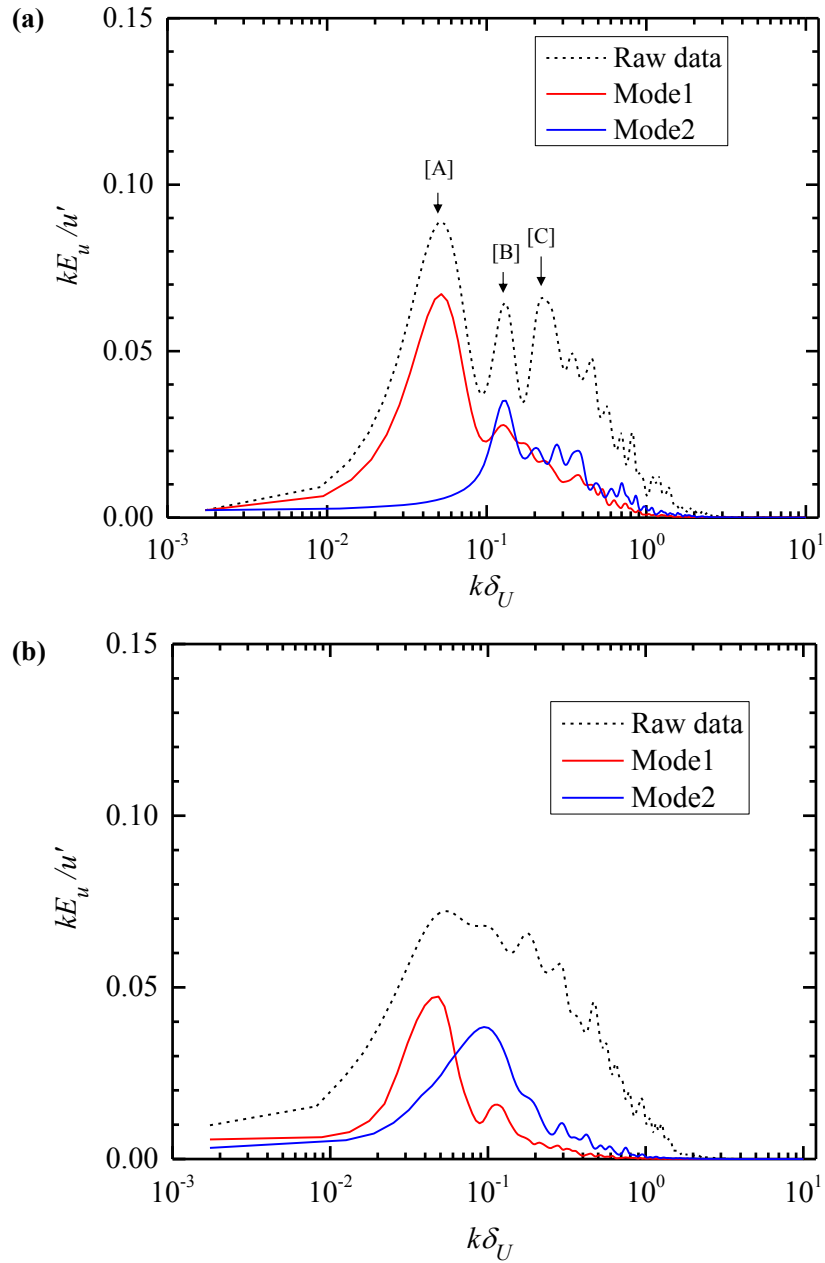 (a)
0.15
Raw data
Mode1
Mode2
0.10
[A]
[B]
[C]
kE_u/u'
0.05
0.00
10^-3
10^-2
10^-1
10^0
10^1
kδ_U
(b)
0.15
Raw data
Mode1
Mode2
0.10
kE_u/u'
0.05
0.00
10^-3
10^-2
10^-1
10^0
10^1
kδ_U